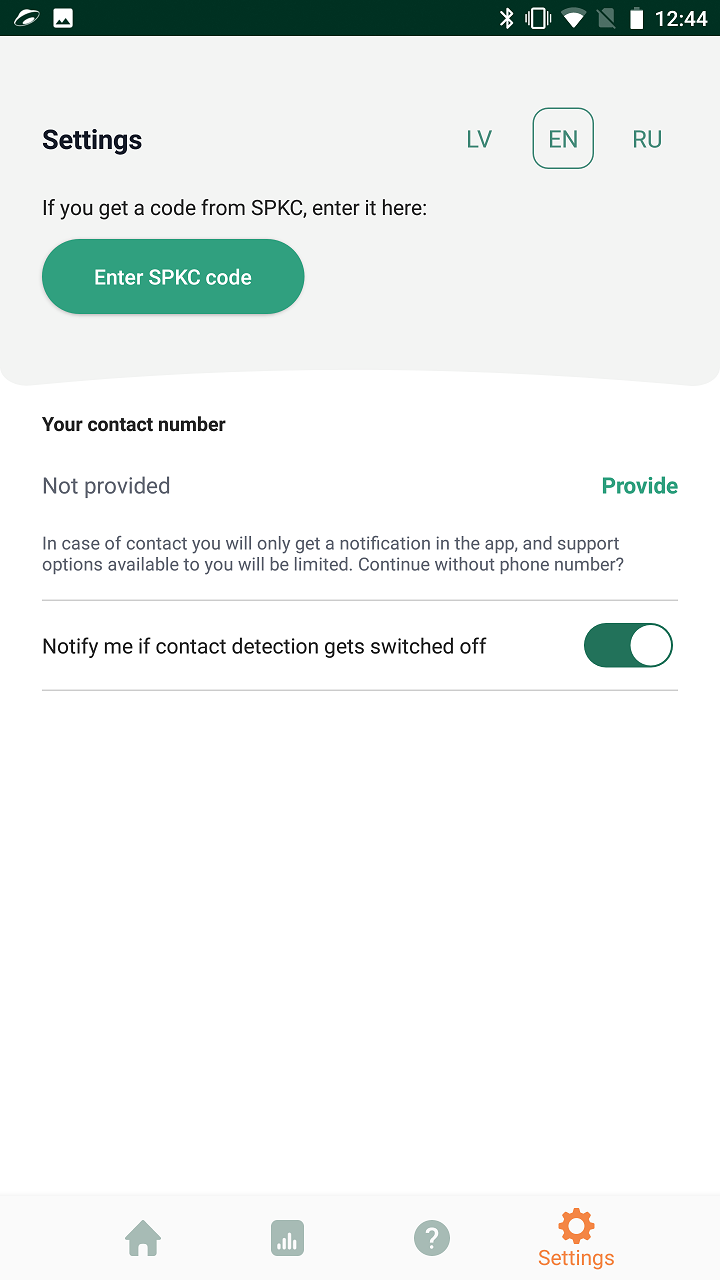 12:44
Settings
LV
EN
RU
If you get a code from SPKC, enter it here:
Enter SPKC code
Your contact number
Not provided
Provide
In case of contact you will only get a notification in the app, and support
options available to you will be limited. Continue without phone number?
Notify me if contact detection gets switched off
?
Settings